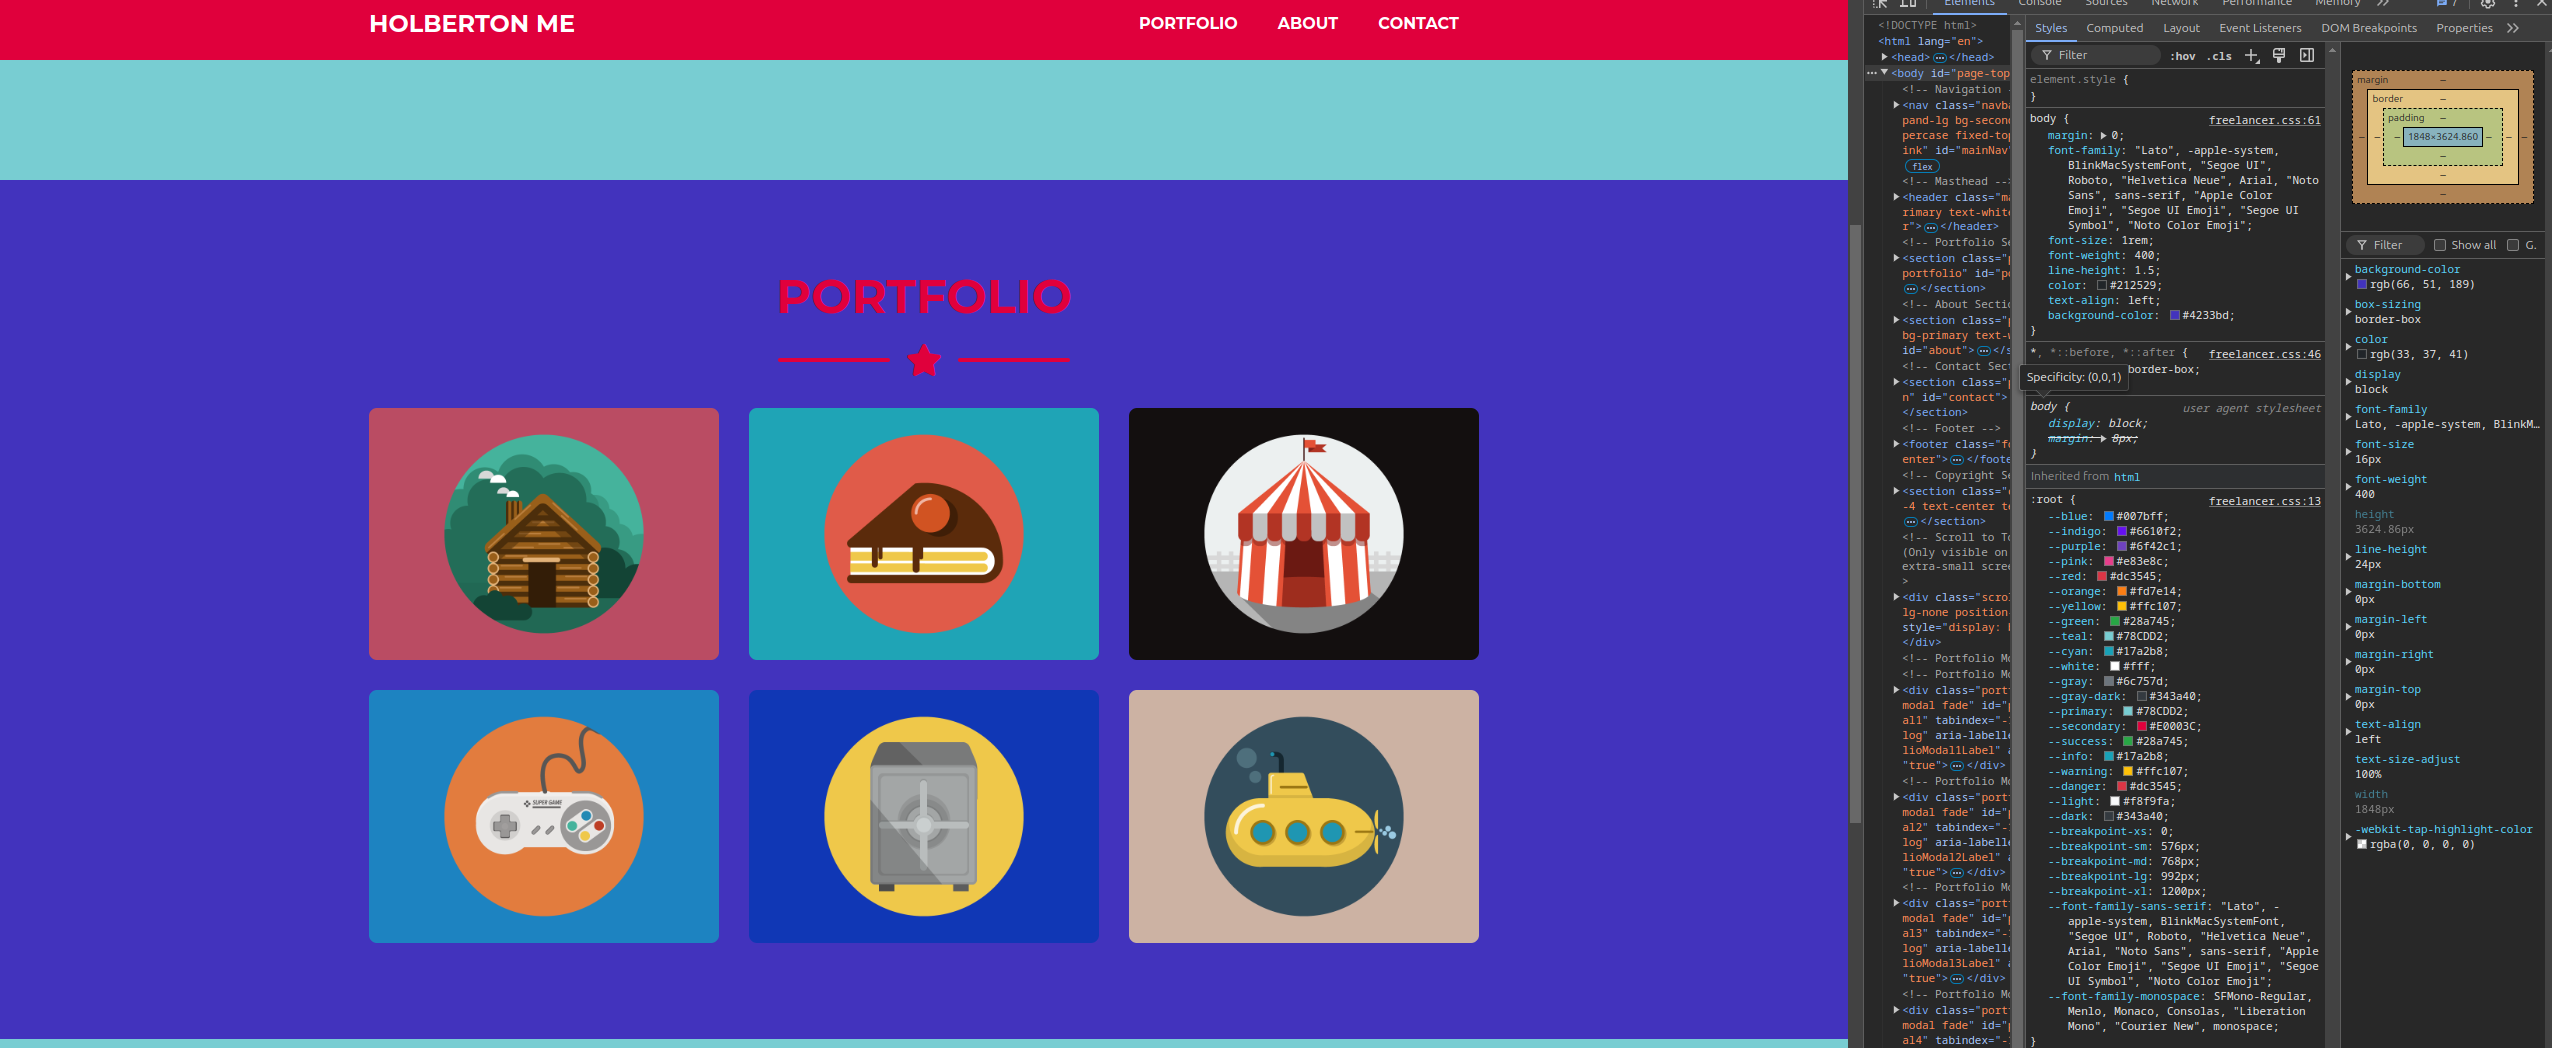 HOLBERTON ME
PORTFOLIO ABOUT CONTACT
PORTFOLIO
SUPER GAME
Elements Console Sources Network Performance Memory 7
<!DOCTYPE html>
<html lang="en">
<head> </head>
<body id="page-top
<!-- Navigation
<nav class="navba
pand-lg bg-second
percase fixed-top
ink" id="mainNav"
flex
<!-- Masthead -->
<header class="ma
rimary text-white
r"> </header>
<!-- Portfolio Se
<section class="p
portfolio" id="po
</section>
<!-- About Sectio
<section class="p
bg-primary text-w
id="about"> </s
<!-- Contact Sect
<section class="p
n" id="contact">
</section>
<!-- Footer -->
<footer class="fo
enter"> </foote
<!-- Copyright Se
<section class="c
-4 text-center te
</section>
<!-- Scroll to To
(Only visible on
extra-small scree
>
<div class="scrol
lg-none position-
style="display: b
</div>
<!-- Portfolio Mo
<!-- Portfolio Mo
<div class="portf
modal fade" id="p
al1" tabindex="-1
log" aria-labelle
lioModal1Label" a
"true"> </div>
<!-- Portfolio Mo
<div class="portf
modal fade" id="p
al2" tabindex="-1
log" aria-labelle
lioModal2Label" a
"true"> </div>
<!-- Portfolio Mo
<div class="portf
modal fade" id="p
al3" tabindex="-1
log" aria-labelle
lioModal3Label" a
"true"> </div>
<!-- Portfolio Mo
<div class="portf
modal fade" id="p
al4" tabindex="-1
Styles Computed Layout Event Listeners DOM Breakpoints Properties
Filter :hov .cls
element.style {
}
body { freelancer.css:61
margin: 0;
font-family: "Lato", -apple-system,
BlinkMacSystemFont, "Segoe UI",
Roboto, "Helvetica Neue", Arial, "Noto
Sans", sans-serif, "Apple Color
Emoji", "Segoe UI Emoji", "Segoe UI
Symbol", "Noto Color Emoji";
font-size: 1rem;
font-weight: 400;
line-height: 1.5;
color: #212529;
text-align: left;
background-color: #4233bd;
}
*, *::before, *::after { freelancer.css:46
border-box;
Specificity: (0,0,1)
body { user agent stylesheet
display: block;
margin: 8px;
}
Inherited from html
:root { freelancer.css:13
--blue: #007bff;
--indigo: #6610f2;
--purple: #6f42c1;
--pink: #e83e8c;
--red: #dc3545;
--orange: #fd7e14;
--yellow: #ffc107;
--green: #28a745;
--teal: #78CDD2;
--cyan: #17a2b8;
--white: #fff;
--gray: #6c757d;
--gray-dark: #343a40;
--primary: #78CDD2;
--secondary: #E0003C;
--success: #28a745;
--info: #17a2b8;
--warning: #ffc107;
--danger: #dc3545;
--light: #f8f9fa;
--dark: #343a40;
--breakpoint-xs: 0;
--breakpoint-sm: 576px;
--breakpoint-md: 768px;
--breakpoint-lg: 992px;
--breakpoint-xl: 1200px;
--font-family-sans-serif: "Lato", -
apple-system, BlinkMacSystemFont,
"Segoe UI", Roboto, "Helvetica Neue",
Arial, "Noto Sans", sans-serif, "Apple
Color Emoji", "Segoe UI Emoji", "Segoe
UI Symbol", "Noto Color Emoji";
--font-family-monospace: SFMono-Regular,
Menlo, Monaco, Consolas, "Liberation
Mono", "Courier New", monospace;
}
margin –
border –
padding –
1848×3624.860
Filter Show all G.
background-color
rgb(66, 51, 189)
box-sizing
border-box
color
rgb(33, 37, 41)
display
block
font-family
Lato, -apple-system, BlinkM…
font-size
16px
font-weight
400
height
3624.86px
line-height
24px
margin-bottom
0px
margin-left
0px
margin-right
0px
margin-top
0px
text-align
left
text-size-adjust
100%
width
1848px
-webkit-tap-highlight-color
rgba(0, 0, 0, 0)